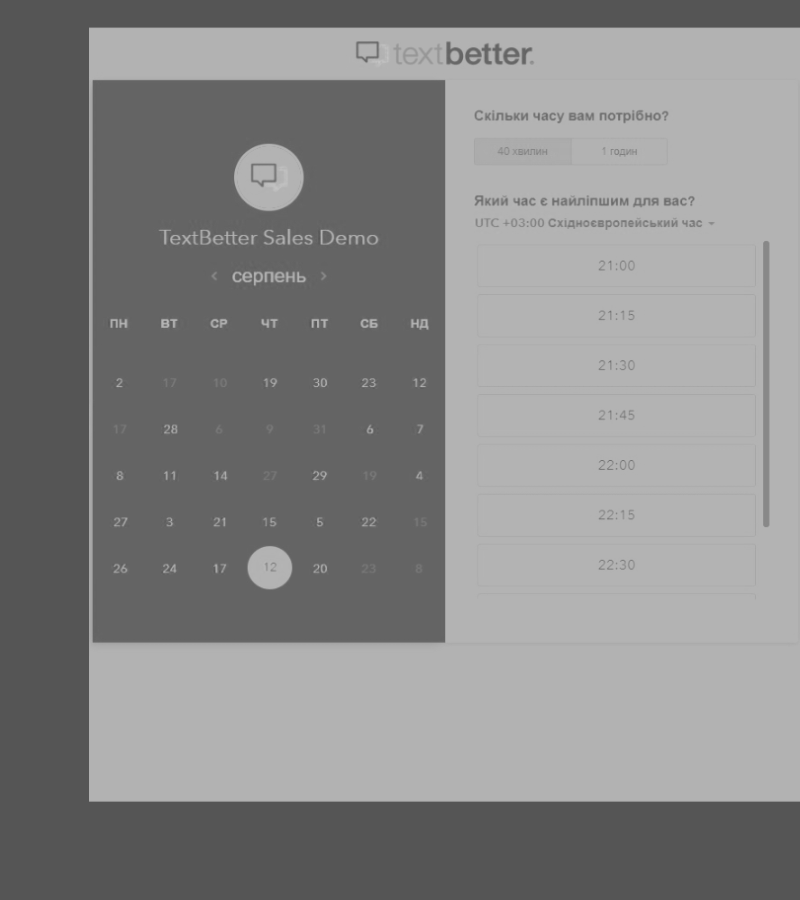 textbetter.
TextBetter Sales Demo
‹ серпень ›
ПН ВТ СР ЧТ ПТ СБ НД
2 17 10 19 30 23 12
17 28 6 9 31 6 7
8 11 14 27 29 19 4
27 3 21 15 5 22 15
26 24 17 12 20 23 8
Скільки часу вам потрібно?
40 хвилин 1 годин
Який час є найліпшим для вас?
UTC +03:00 Східноєвропейський час
21:00
21:15
21:30
21:45
22:00
22:15
22:30